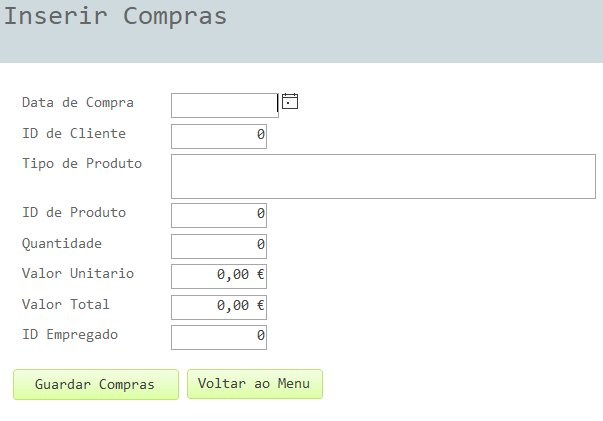 Inserir Compras
Data de Compra
ID de Cliente 0
Tipo de Produto
ID de Produto 0
Quantidade 0
Valor Unitario 0,00 €
Valor Total 0,00 €
ID Empregado 0
Guardar Compras Voltar ao Menu